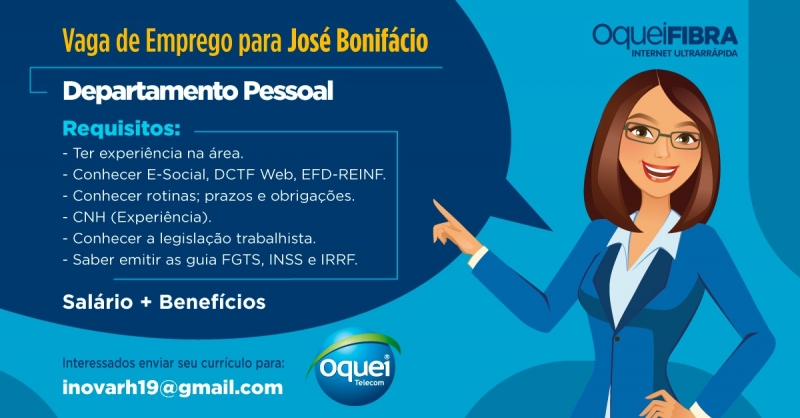 Vaga de Emprego para José Bonifácio
OqueiFIBRA
INTERNET ULTRARRÁPIDA
Departamento Pessoal
Requisitos:
- Ter experiência na área.
- Conhecer E-Social, DCTF Web, EFD-REINF.
- Conhecer rotinas; prazos e obrigações.
- CNH (Experiência).
- Conhecer a legislação trabalhista.
- Saber emitir as guia FGTS, INSS e IRRF.
Salário + Benefícios
Interessados enviar seu currículo para:
inovarh19@gmail.com
Oquei®
Telecom